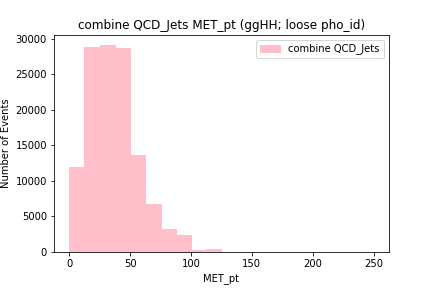 combine QCD_Jets MET_pt (ggHH; loose pho_id)
combine QCD_Jets
Number of Events
30000
25000
20000
15000
10000
5000
0
0 50 100 150 200 250
MET_pt